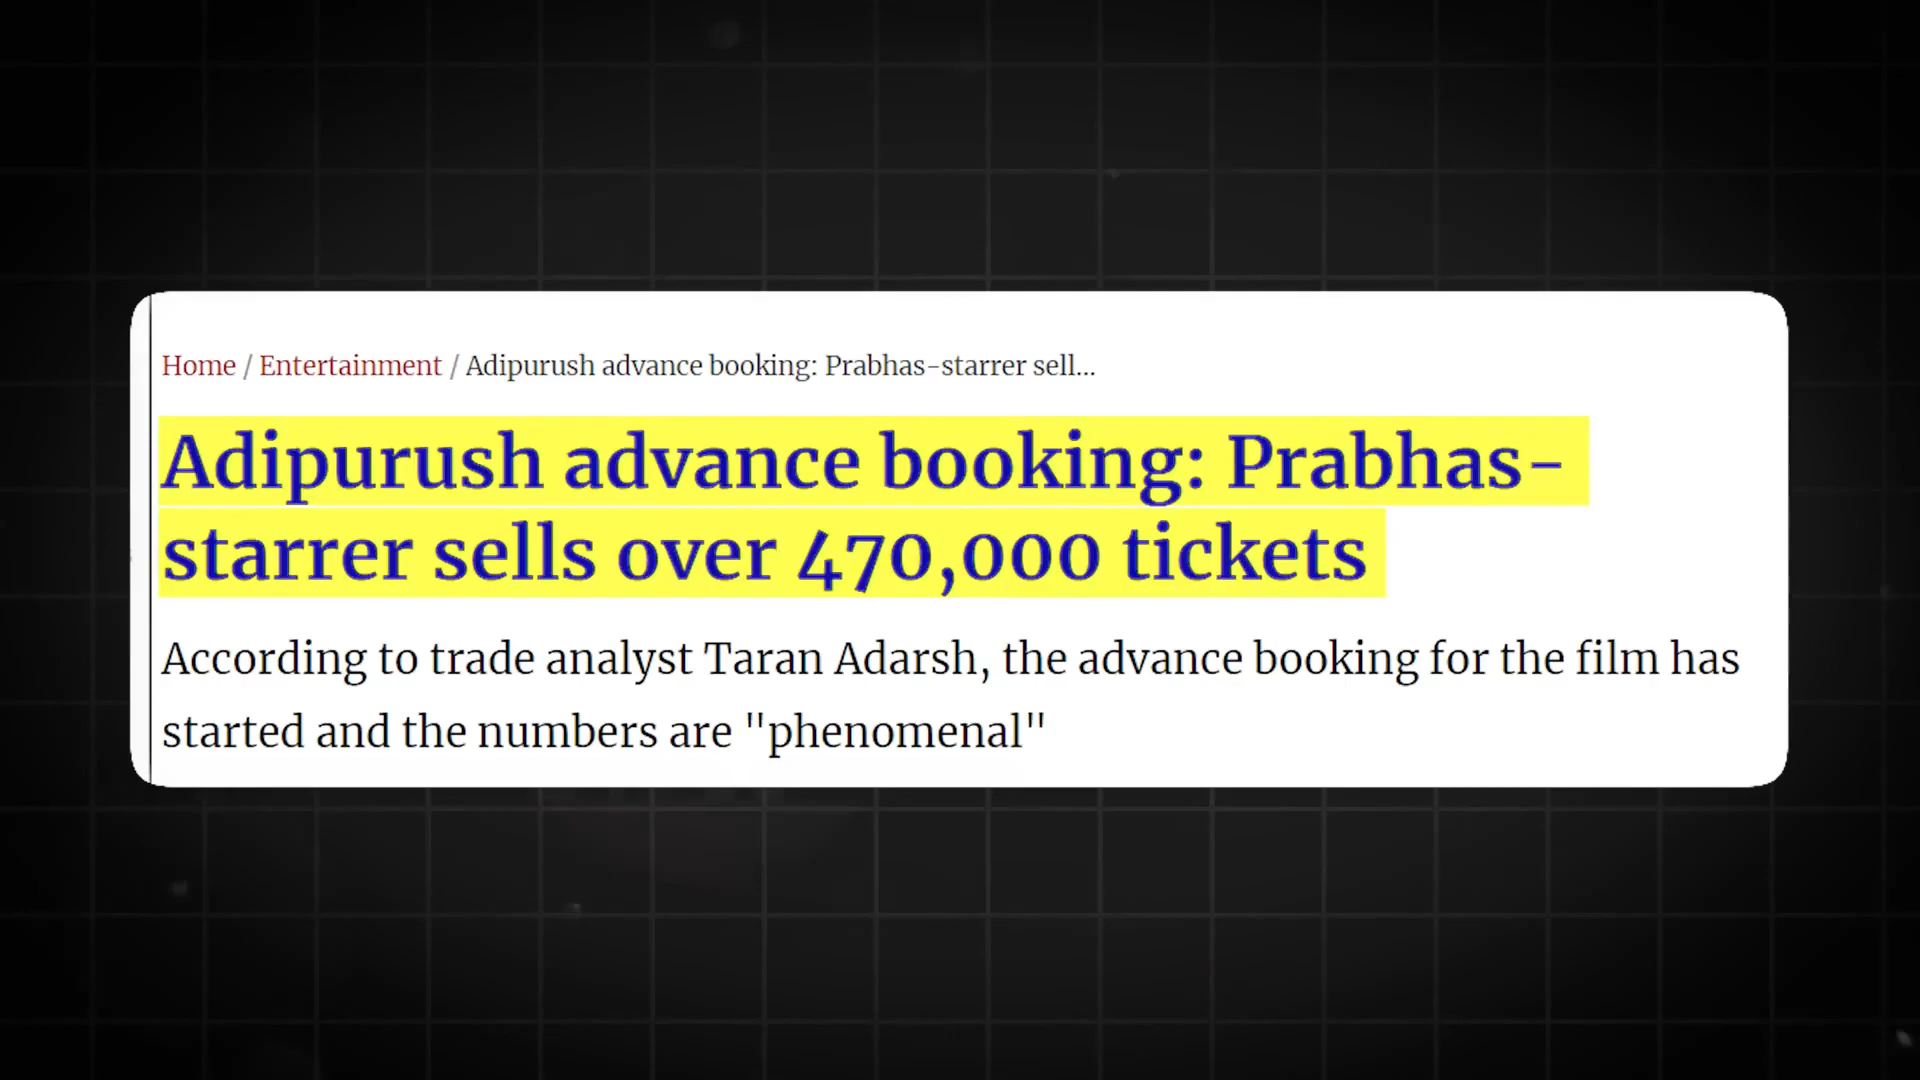 Home / Entertainment / Adipurush advance booking: Prabhas-starrer sell...
Adipurush advance booking: Prabhas-
starrer sells over 470,000 tickets
According to trade analyst Taran Adarsh, the advance booking for the film has
started and the numbers are "phenomenal"